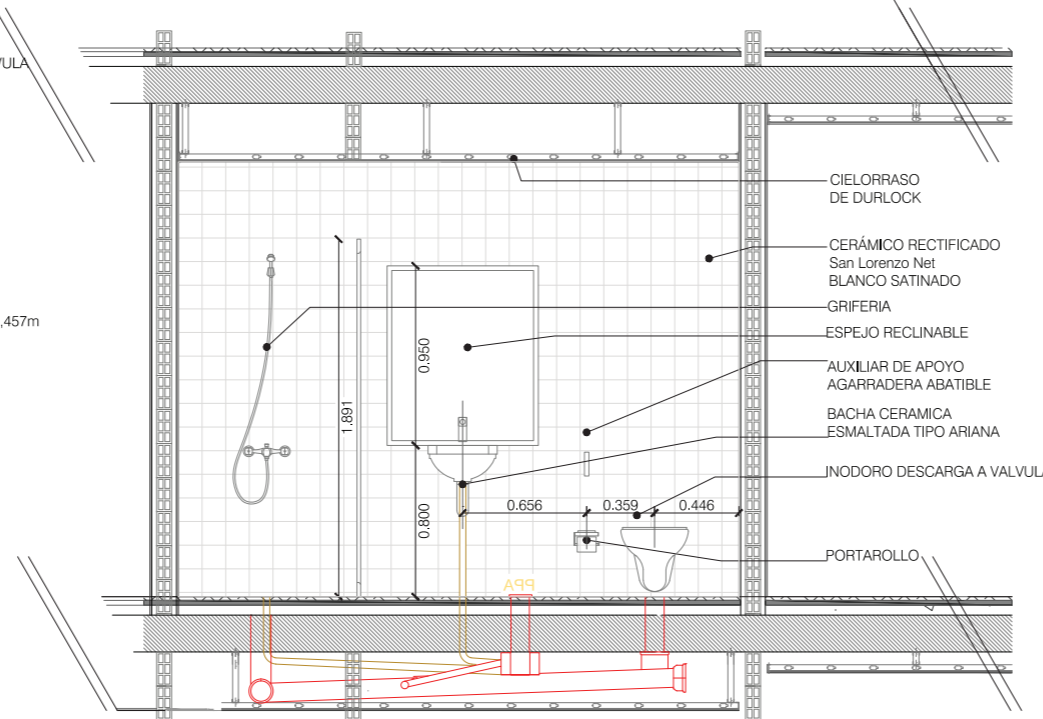 VULA
CIELORRASO
DE DURLOCK
CERÁMICO RECTIFICADO
San Lorenzo Net
BLANCO SATINADO
GRIFERIA
,457m
ESPEJO RECLINABLE
0.950
AUXILIAR DE APOYO
AGARRADERA ABATIBLE
1.891
BACHA CERAMICA
ESMALTADA TIPO ARIANA
INODORO DESCARGA A VALVULA
0.656
0.359
0.446
0.800
PORTAROLLO
PPA